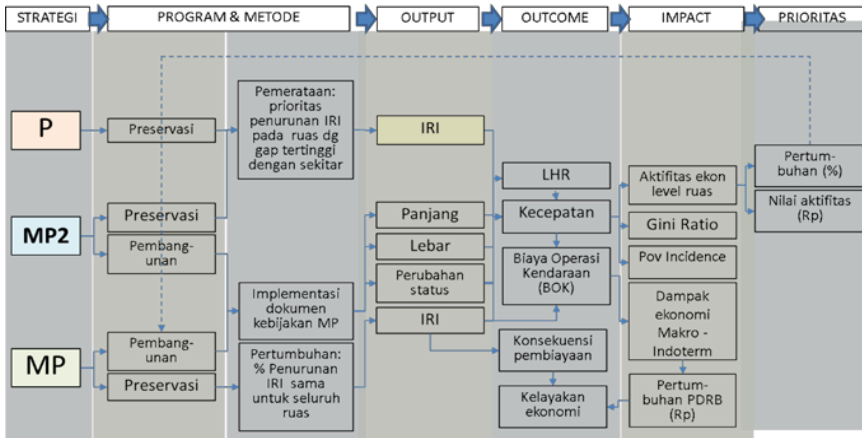 STRATEGI
PROGRAM & METODE
OUTPUT
OUTCOME
IMPACT
PRIORITAS
P
Preservasi
Pemerataan:
prioritas
penurunan IRI
pada ruas dg
gap tertinggi
dengan sekitar
IRI
MP2
Preservasi
Pembang-
unan
MP
Pembang-
unan
Preservasi
Implementasi
dokumen
kebijakan MP
Pertumbuhan:
% Penurunan
IRI sama
untuk seluruh
ruas
Panjang
Lebar
Perubahan
status
IRI
LHR
Kecepatan
Biaya Operasi
Kendaraan
(BOK)
Konsekuensi
pembiayaan
Kelayakan
ekonomi
Aktifitas ekon
level ruas
Gini Ratio
Pov Incidence
Dampak
ekonomi
Makro -
Indoterm
Pertum-
buhan PDRB
(Rp)
Pertum-
buhan (%)
Nilai aktifitas
(Rp)